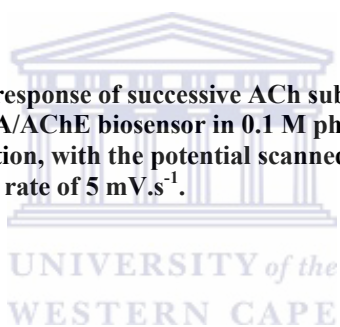 response of successive ACh sub
A/AChE biosensor in 0.1 M ph
tion, with the potential scanned
rate of 5 mV.s⁻¹.
UNIVERSITY of the
WESTERN CAPE